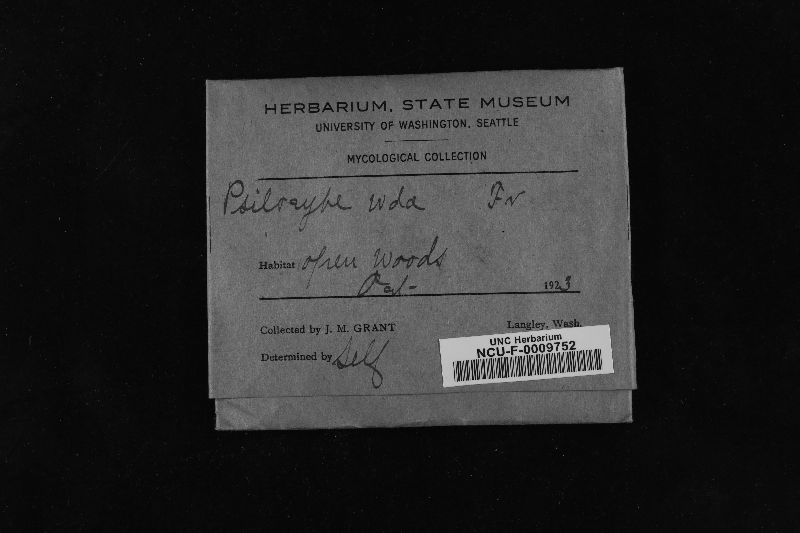 HERBARIUM, STATE MUSEUM
UNIVERSITY OF WASHINGTON, SEATTLE
MYCOLOGICAL COLLECTION
Psilocybe uda Fr
Habitat open woods
Oct- 1923
Collected by J. M. GRANT Langley, Wash.
Determined by Self
UNC Herbarium
NCU-F-0009752